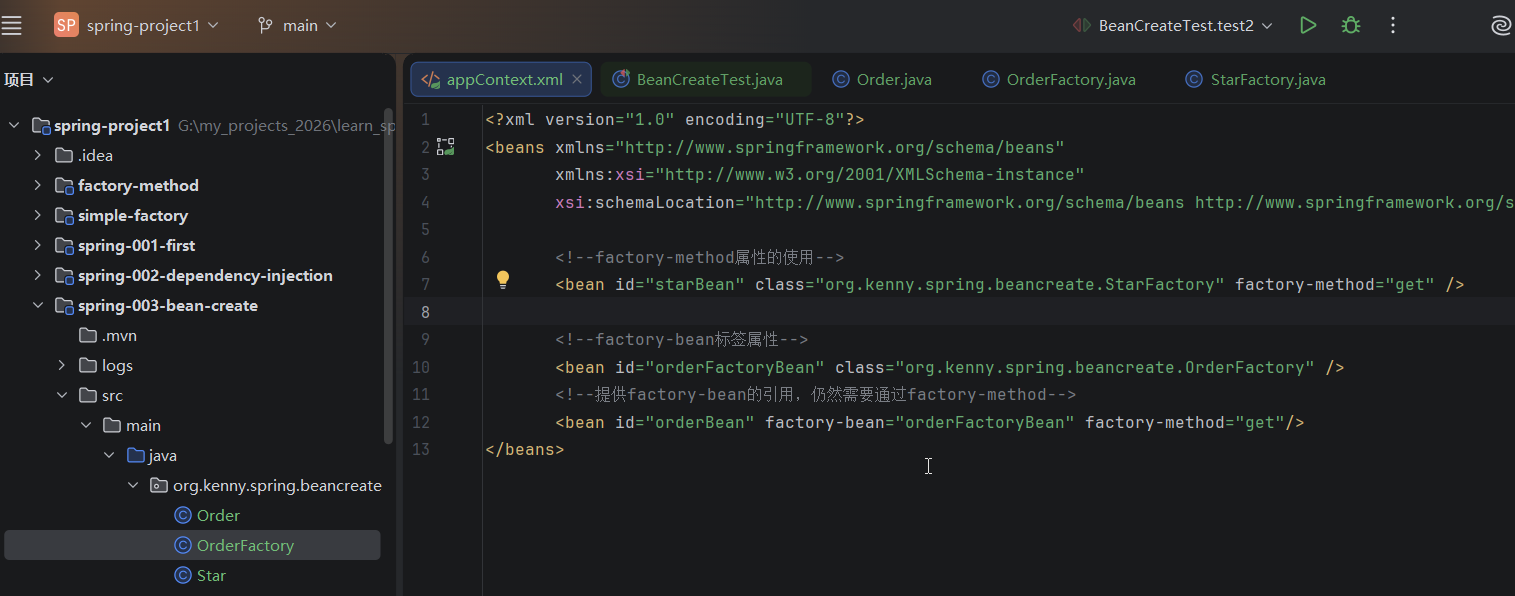 SP spring-project1 main BeanCreateTest.test2
项目
appContext.xml BeanCreateTest.java Order.java OrderFactory.java StarFactory.java
spring-project1 G:\my_projects_2026\learn_sp
.idea
factory-method
simple-factory
spring-001-first
spring-002-dependency-injection
spring-003-bean-create
.mvn
logs
src
main
java
org.kenny.spring.beancreate
Order
OrderFactory
Star
1 <?xml version="1.0" encoding="UTF-8"?>
2 <beans xmlns="http://www.springframework.org/schema/beans"
3 xmlns:xsi="http://www.w3.org/2001/XMLSchema-instance"
4 xsi:schemaLocation="http://www.springframework.org/schema/beans http://www.springframework.org/s
5
6 <!--factory-method属性的使用-->
7 <bean id="starBean" class="org.kenny.spring.beancreate.StarFactory" factory-method="get" />
8
9 <!--factory-bean标签属性-->
10 <bean id="orderFactoryBean" class="org.kenny.spring.beancreate.OrderFactory" />
11 <!--提供factory-bean的引用，仍然需要通过factory-method-->
12 <bean id="orderBean" factory-bean="orderFactoryBean" factory-method="get"/>
13 </beans>